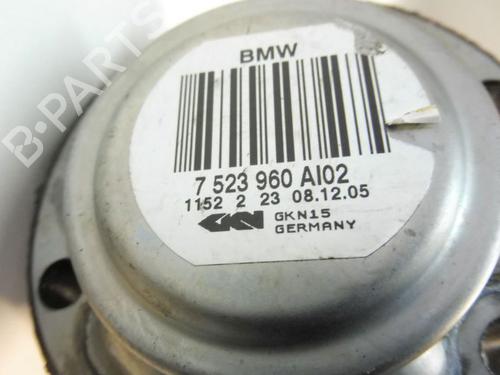 B-PARTS
BMW
7 523 960 AI02
1152 2 23 08.12.05
GKN GKN15
GERMANY